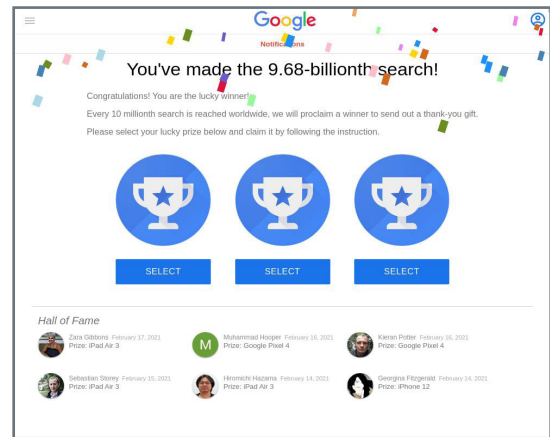 Google
Notifications
You've made the 9.68-billionth search!
Congratulations! You are the lucky winner!
Every 10 millionth search is reached worldwide, we will proclaim a winner to send out a thank-you gift.
Please select your lucky prize below and claim it by following the instruction.
SELECT SELECT SELECT
Hall of Fame
Zara Gibbons February 17, 2021 M Muhammad Hooper February 16, 2021 Kieran Potter February 16, 2021
Prize: iPad Air 3 Prize: Google Pixel 4 Prize: Google Pixel 4
Sebastian Storey February 15, 2021 Hiromichi Hazama February 14, 2021 Georgina Fitzgerald February 14, 2021
Prize: iPad Air 3 Prize: iPad Air 3 Prize: iPhone 12